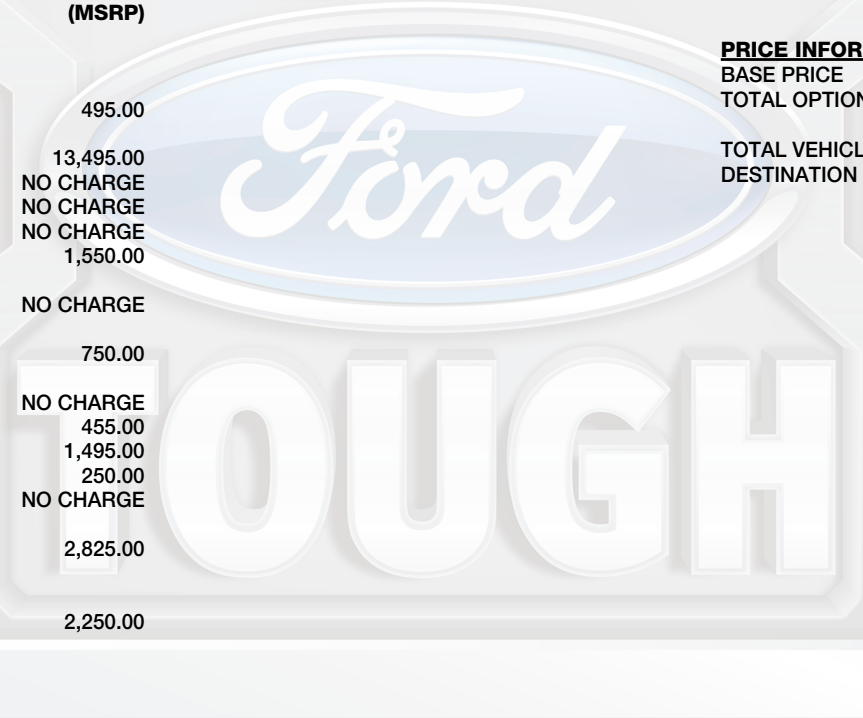 (MSRP)
495.00
13,495.00
NO CHARGE
NO CHARGE
NO CHARGE
1,550.00
NO CHARGE
750.00
NO CHARGE
455.00
1,495.00
250.00
NO CHARGE
2,825.00
2,250.00
PRICE INFOR
BASE PRICE
TOTAL OPTION
TOTAL VEHICL
DESTINATION
Ford
TOUGH